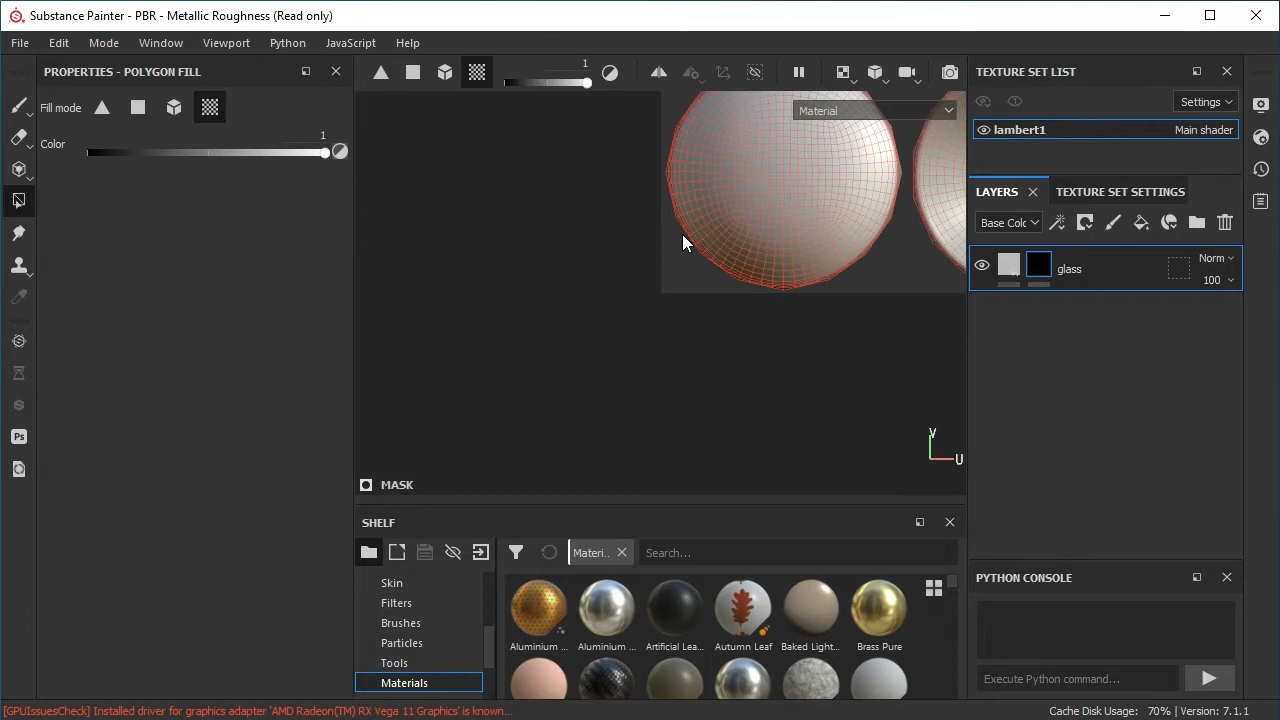 Substance Painter - PBR - Metallic Roughness (Read only)
File Edit Mode Window Viewport Python JavaScript Help
PROPERTIES - POLYGON FILL
Fill mode
Color
1
1
Material
V
U
MASK
TEXTURE SET LIST
Settings
lambert1 Main shader
LAYERS TEXTURE SET SETTINGS
Base Colc
glass
Norm
100
SHELF
Materi..
Search...
Skin
Filters
Brushes
Particles
Tools
Materials
Aluminium ... Aluminium ... Artificial Lea... Autumn Leaf Baked Light... Brass Pure
PYTHON CONSOLE
Execute Python command...
[GPUIssuesCheck] Installed driver for graphics adapter 'AMD Radeon(TM) RX Vega 11 Graphics' is known...
Cache Disk Usage: 70% | Version: 7.1.1